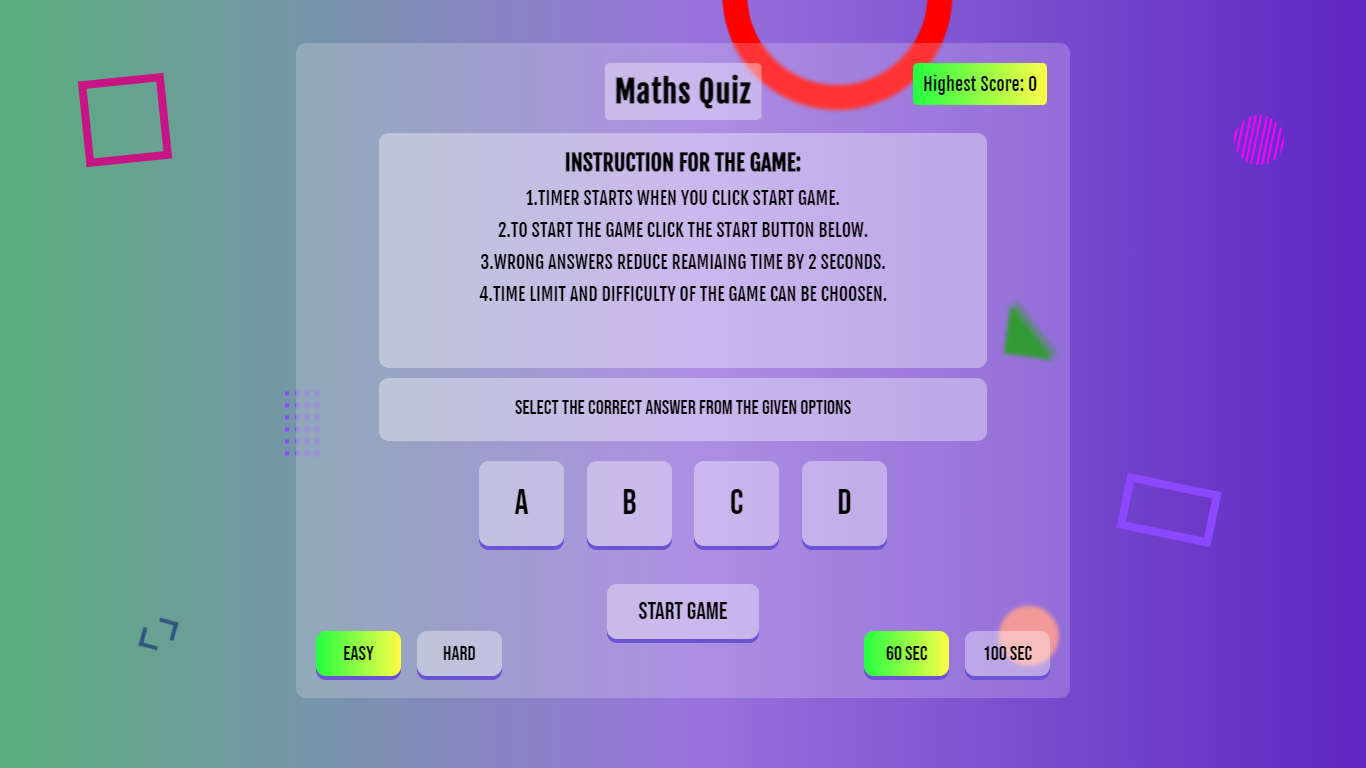 Maths Quiz
Highest Score: 0
INSTRUCTION FOR THE GAME:
1.TIMER STARTS WHEN YOU CLICK START GAME.
2.TO START THE GAME CLICK THE START BUTTON BELOW.
3.WRONG ANSWERS REDUCE REAMIAING TIME BY 2 SECONDS.
4.TIME LIMIT AND DIFFICULTY OF THE GAME CAN BE CHOOSEN.
SELECT THE CORRECT ANSWER FROM THE GIVEN OPTIONS
A B C D
START GAME
EASY HARD 60 SEC 100 SEC